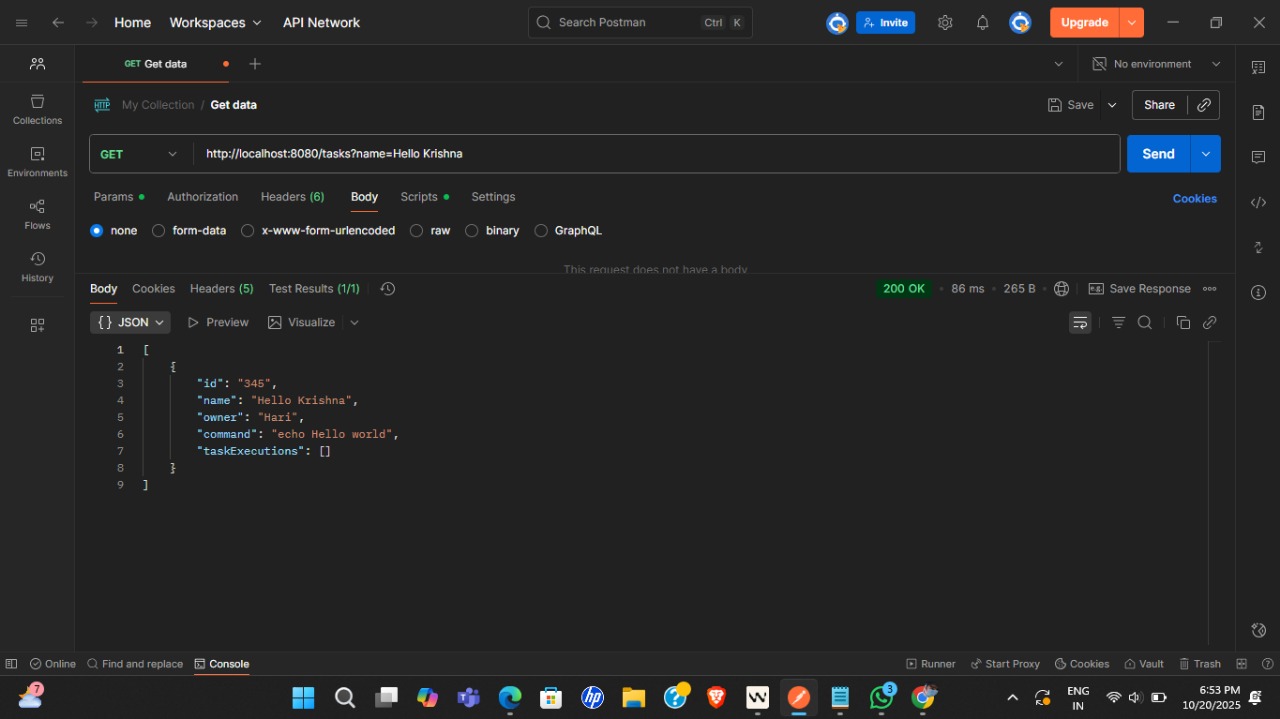 Home Workspaces API Network Search Postman Ctrl K Invite Upgrade
GET Get data No environment
HTTP My Collection / Get data Save Share
GET http://localhost:8080/tasks?name=Hello Krishna Send
Collections
Environments
Flows
History
Params Authorization Headers (6) Body Scripts Settings Cookies
none form-data x-www-form-urlencoded raw binary GraphQL
This request does not have a body
Body Cookies Headers (5) Test Results (1/1) 200 OK • 86 ms • 265 B • e.g. Save Response
{} JSON Preview Visualize
1 [
2 {
3 "id": "345",
4 "name": "Hello Krishna",
5 "owner": "Hari",
6 "command": "echo Hello world",
7 "taskExecutions": []
8 }
9 ]
Online Find and replace Console Runner Start Proxy Cookies Vault Trash
7 3 ENG 6:53 PM
IN 10/20/2025